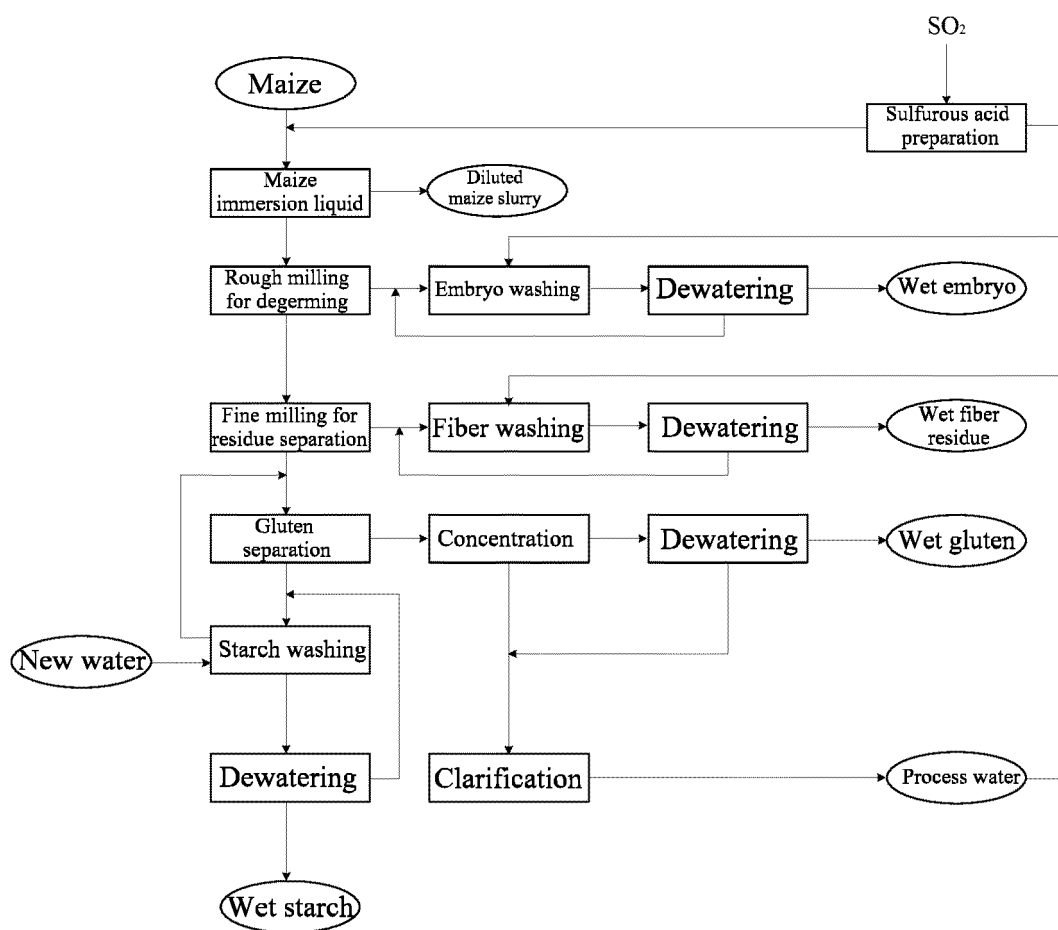 SO₂
Maize
Sulfurous acid
preparation
Maize
immersion liquid
Diluted
maize slurry
Rough milling
for degerming
Embryo washing
Dewatering
Wet embryo
Fine milling for
residue separation
Fiber washing
Dewatering
Wet fiber
residue
Gluten
separation
Concentration
Dewatering
Wet gluten
New water
Starch washing
Dewatering
Clarification
Process water
Wet starch